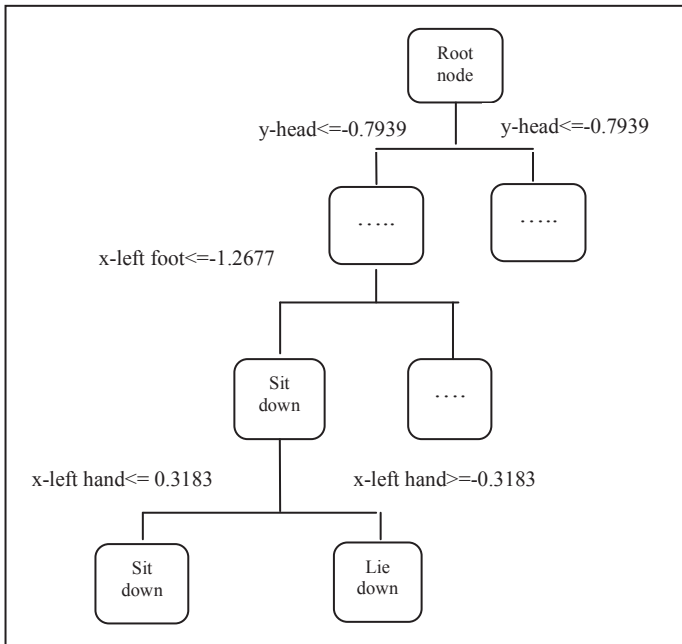 Root
node
y-head<=-0.7939
y-head<=-0.7939
.....
.....
x-left foot<=-1.2677
Sit
down
....
x-left hand<= 0.3183
x-left hand>=-0.3183
Sit
down
Lie
down